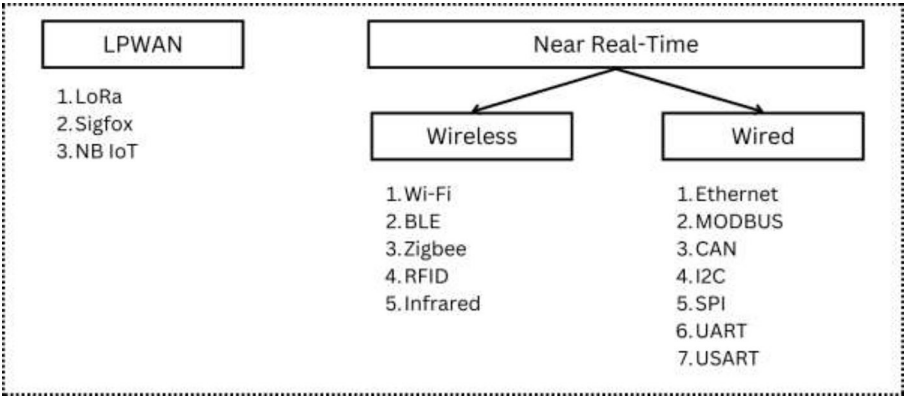 LPWAN
1. LoRa
2. Sigfox
3. NB IoT
Near Real-Time
Wireless
1. Wi-Fi
2. BLE
3. Zigbee
4. RFID
5. Infrared
Wired
1. Ethernet
2. MODBUS
3. CAN
4. I2C
5. SPI
6. UART
7. USART